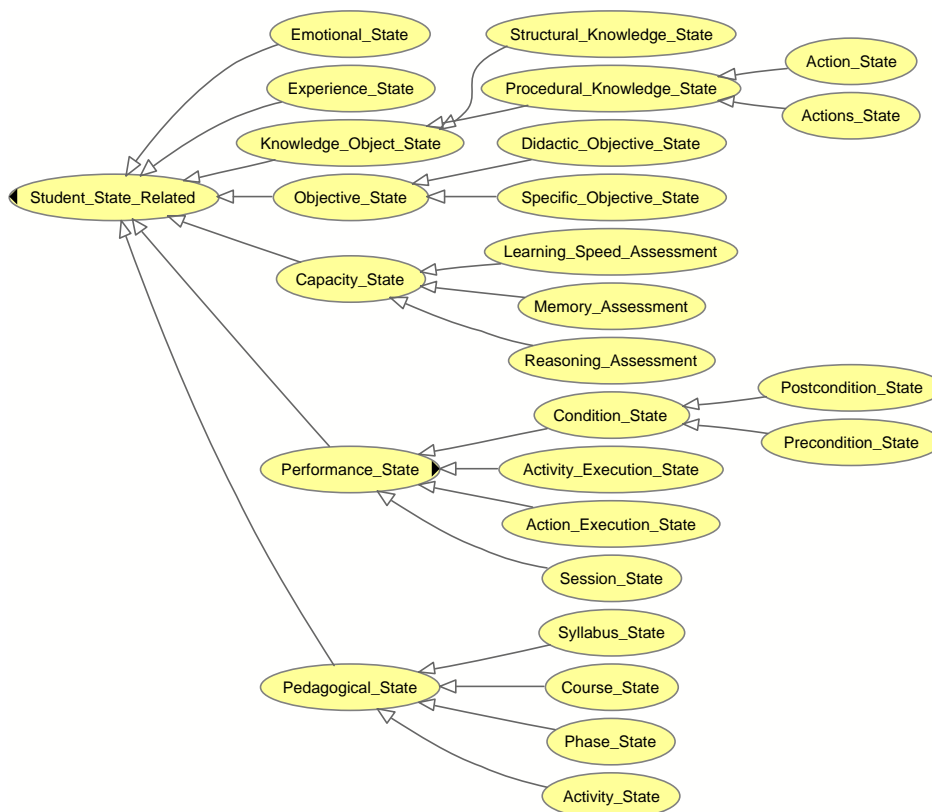 Emotional_State
Structural_Knowledge_State
Action_State
Experience_State
Procedural_Knowledge_State
Actions_State
Knowledge_Object_State
Didactic_Objective_State
Student_State_Related
Objective_State
Specific_Objective_State
Learning_Speed_Assessment
Capacity_State
Memory_Assessment
Reasoning_Assessment
Postcondition_State
Condition_State
Precondition_State
Performance_State
Activity_Execution_State
Action_Execution_State
Session_State
Syllabus_State
Pedagogical_State
Course_State
Phase_State
Activity_State